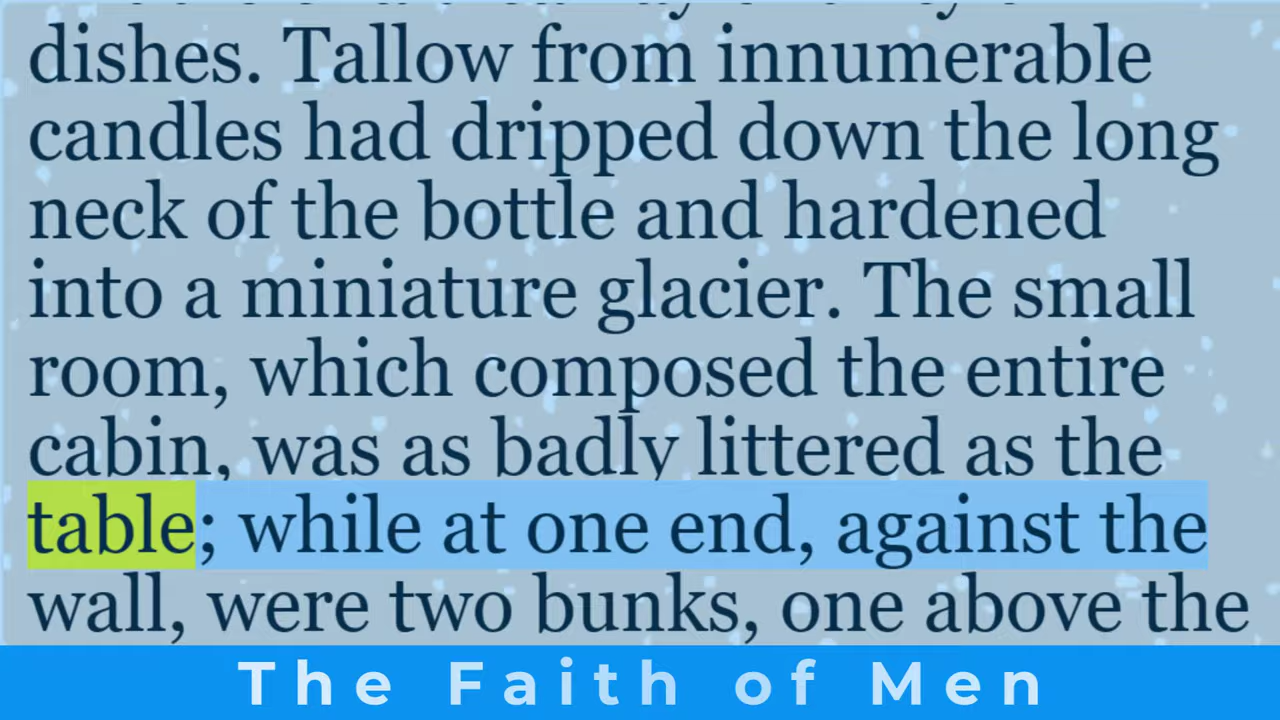 dishes. Tallow from innumerable
candles had dripped down the long
neck of the bottle and hardened
into a miniature glacier. The small
room, which composed the entire
cabin, was as badly littered as the
table; while at one end, against the
wall, were two bunks, one above the
The Faith of Men